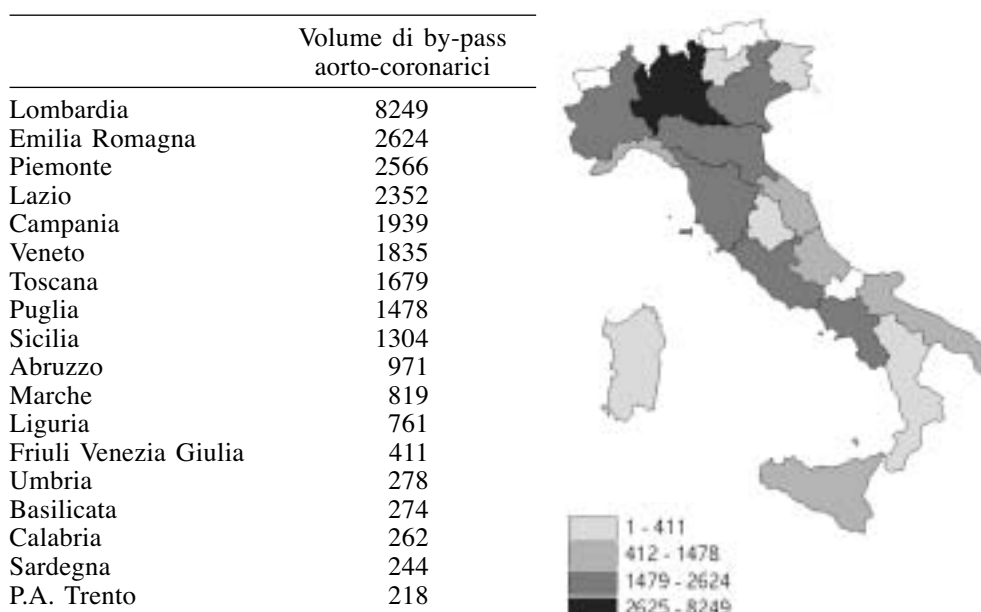 Volume di by-pass
aorto-coronarici
Lombardia 8249
Emilia Romagna 2624
Piemonte 2566
Lazio 2352
Campania 1939
Veneto 1835
Toscana 1679
Puglia 1478
Sicilia 1304
Abruzzo 971
Marche 819
Liguria 761
Friuli Venezia Giulia 411
Umbria 278
Basilicata 274
Calabria 262
Sardegna 244
P.A. Trento 218
1 - 411
412 - 1478
1479 - 2624
2625 - 8249